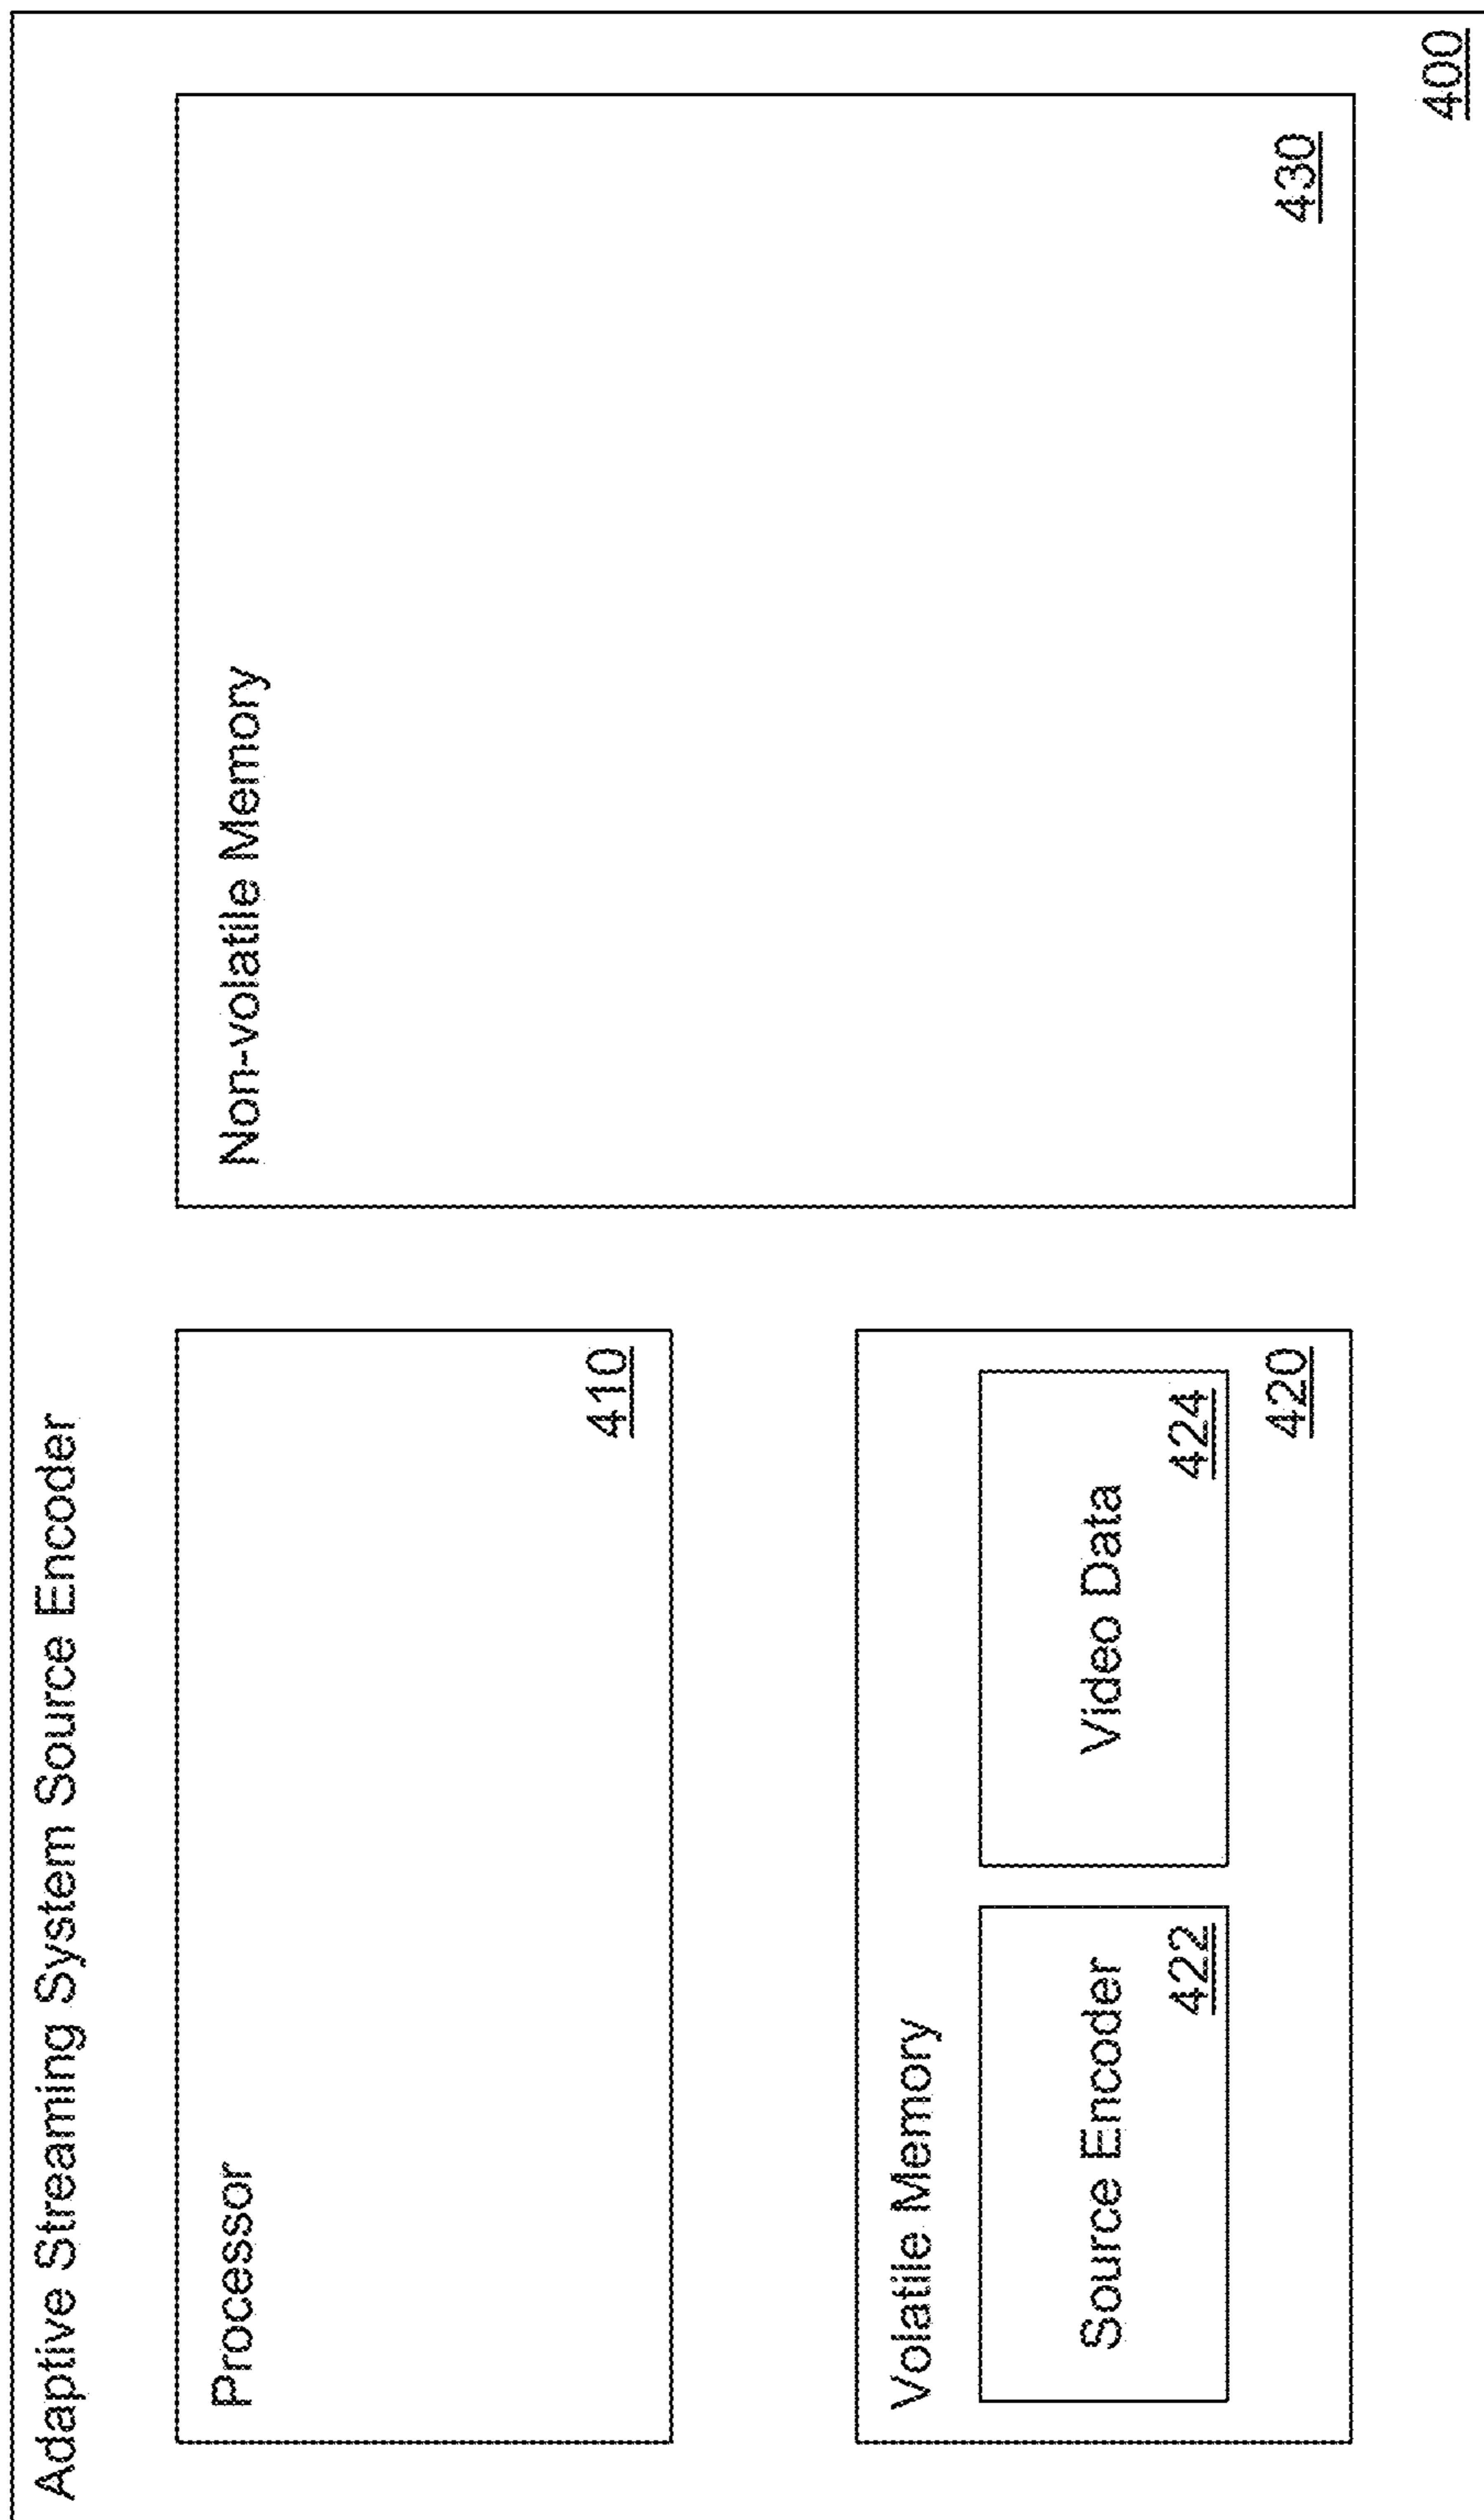 Adaptive Streaming System Source Encoder
Processor
410
Non-volatile Memory
430
Volatile Memory
Source Encoder
422
Video Data
424
420
400